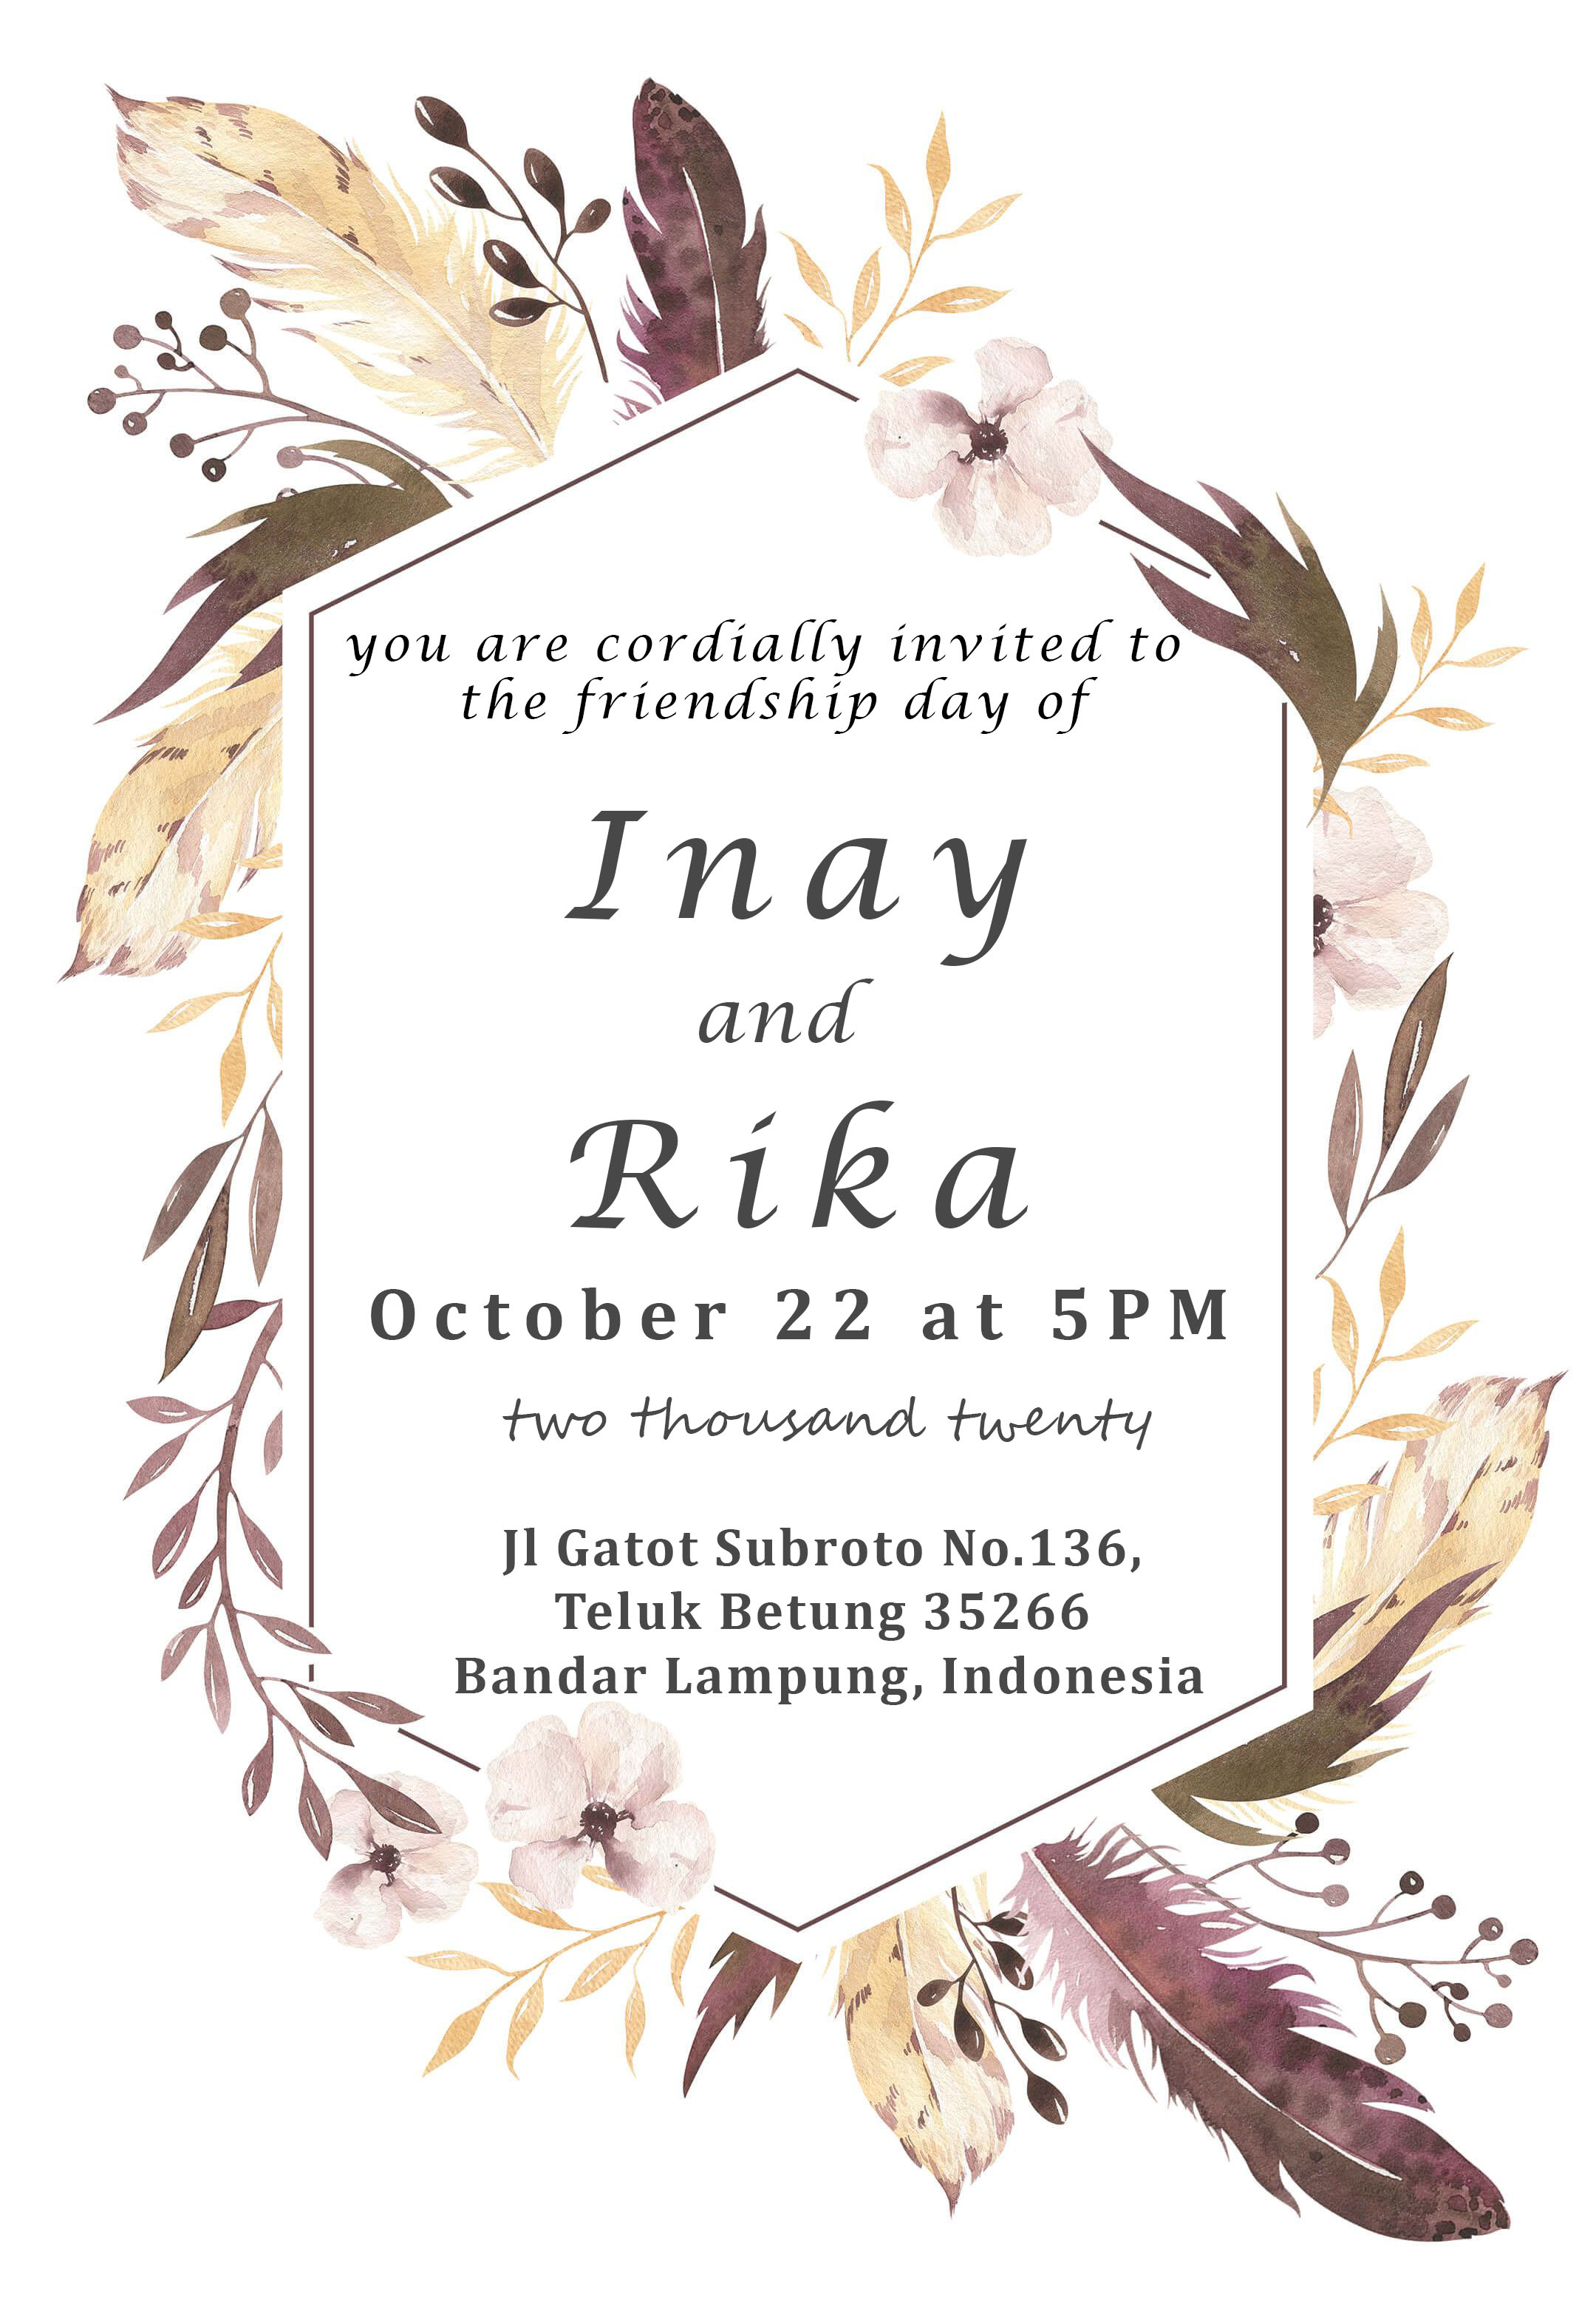 you are cordially invited to
the friendship day of
Inay
and
Rika
October 22 at 5PM
two thousand twenty
Jl Gatot Subroto No.136,
Teluk Betung 35266
Bandar Lampung, Indonesia